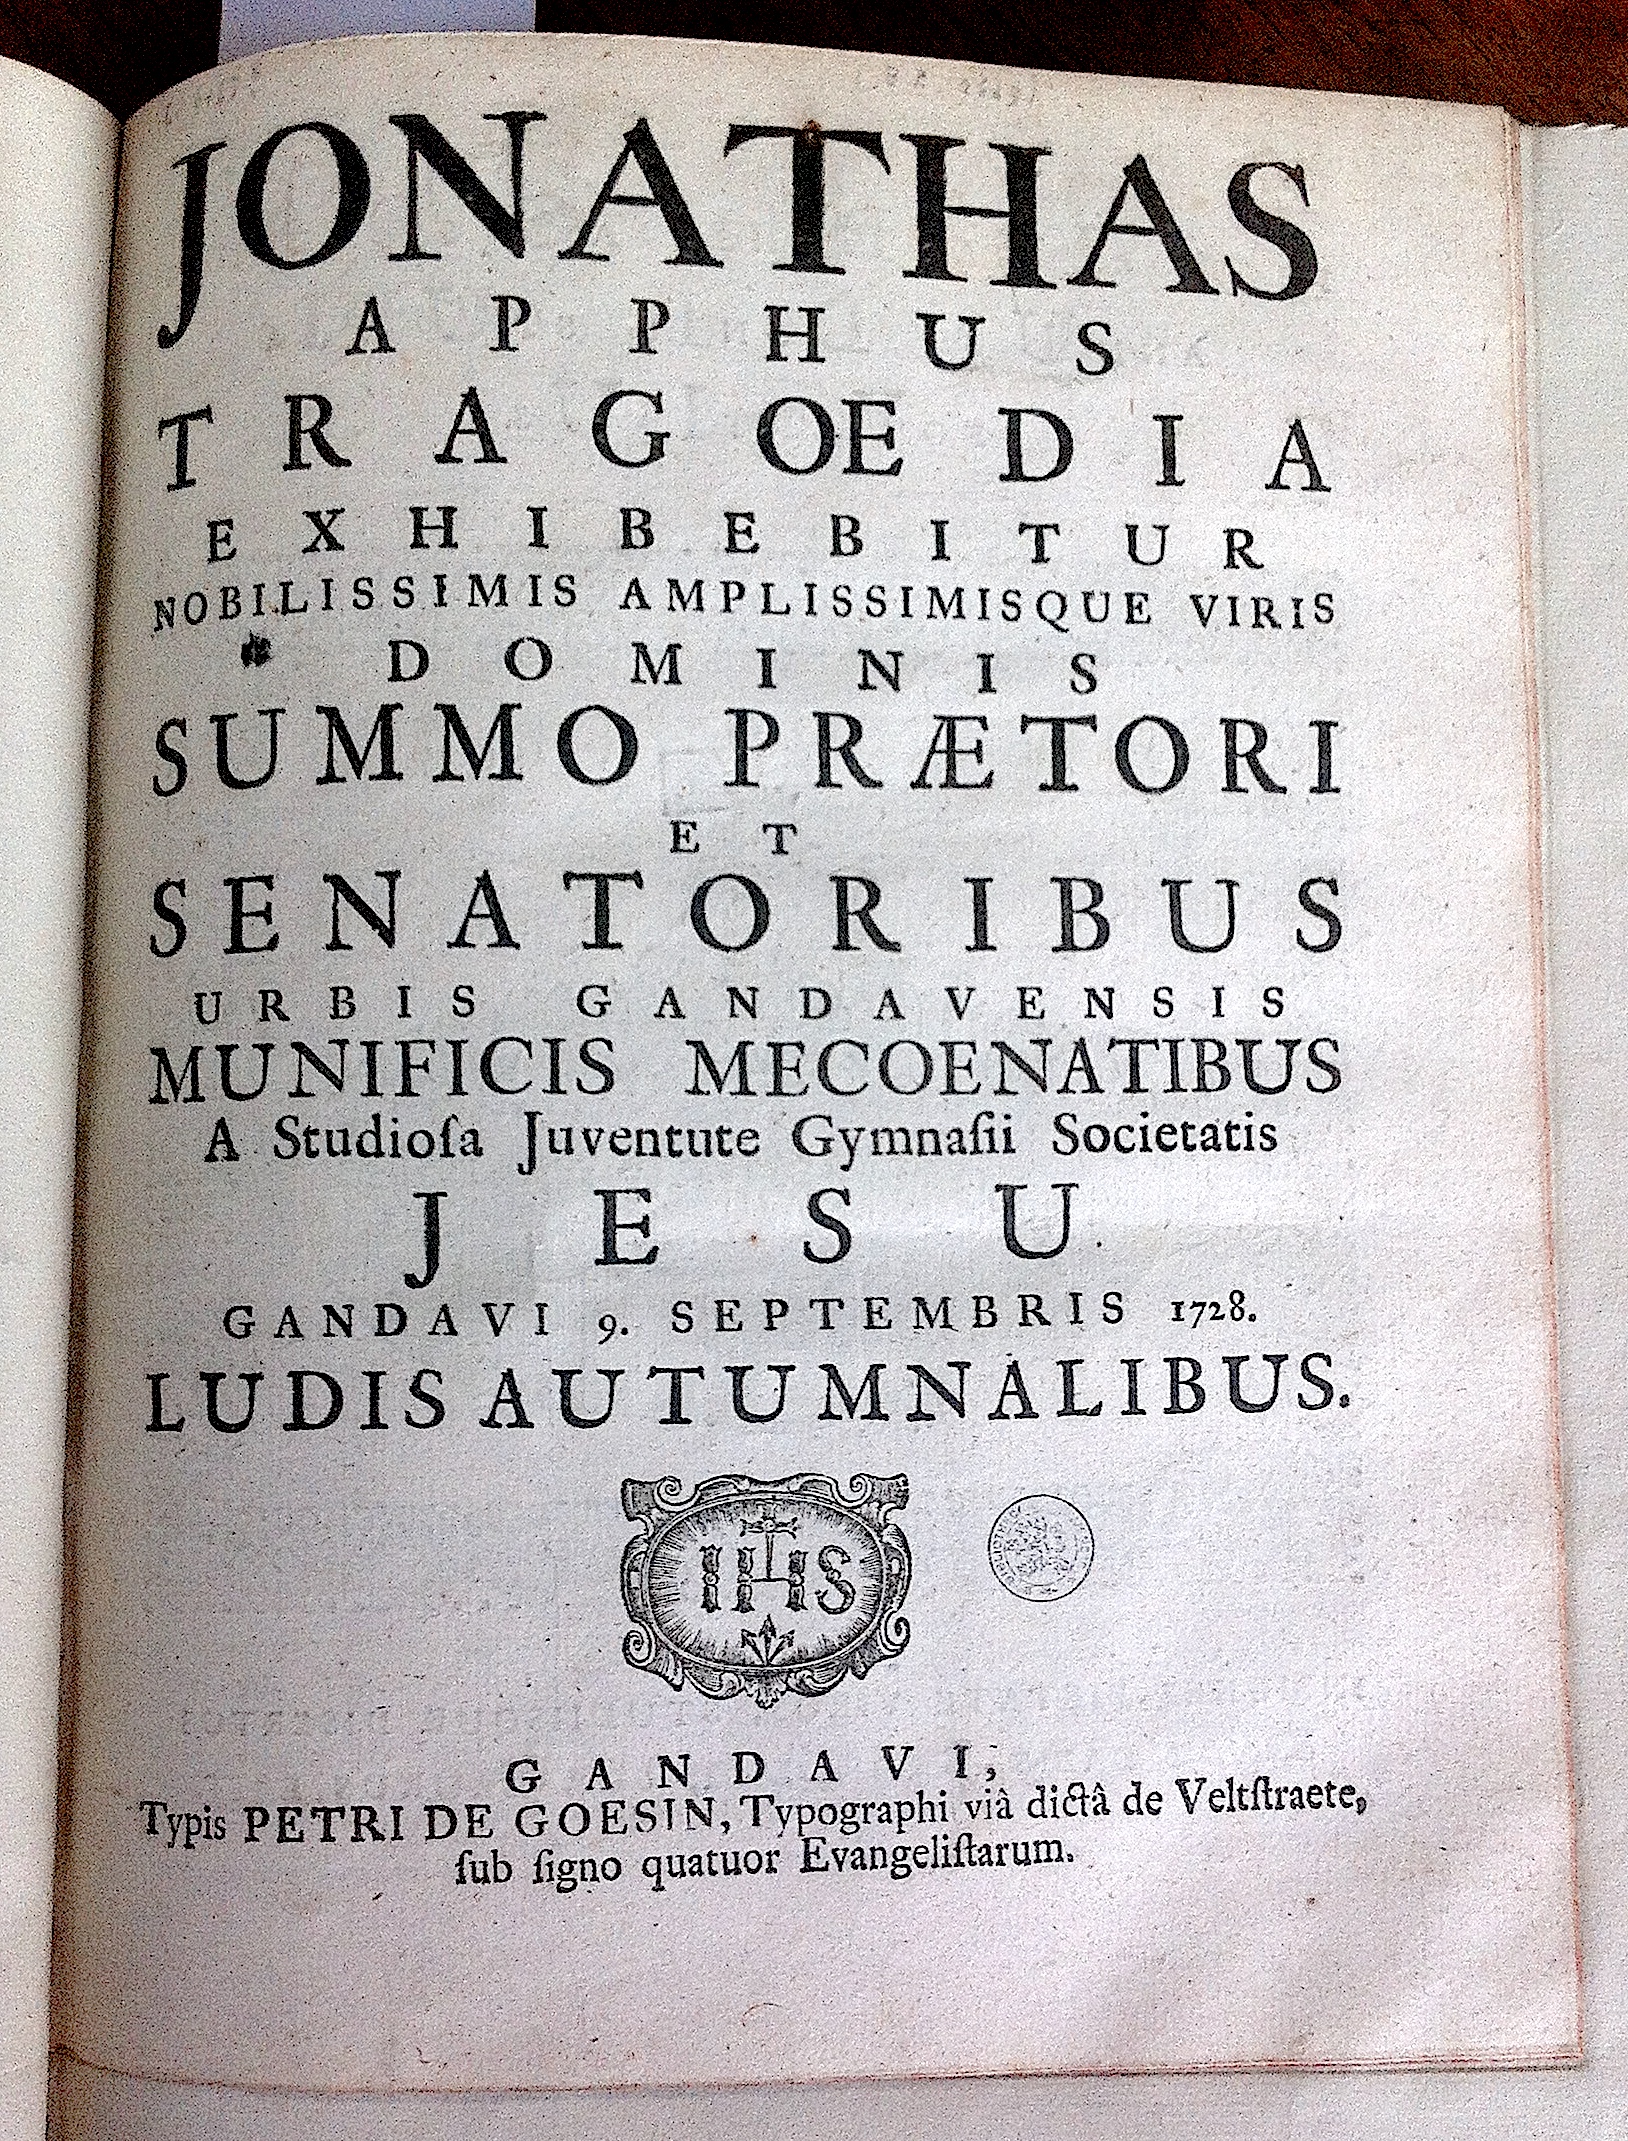 JONATHAS
APPHUS
TRAGOEDIA
EXHIBEBITUR
NOBILISSIMIS AMPLISSIMISQUE VIRIS
DOMINIS
SUMMO PRÆTORI
ET
SENATORIBUS
URBIS GANDAVENSIS
MUNIFICIS MECOENATIBUS
A Studioſa Juventute Gymnaſii Societatis
JESU.
GANDAVI 9. SEPTEMBRIS 1728.
LUDIS AUTUMNALIBUS.
IHS
GANDAVI,
Typis PETRI DE GOESIN, Typographi viâ dictâ de Veltſtraete,
ſub ſigno quatuor Evangeliſtarum.